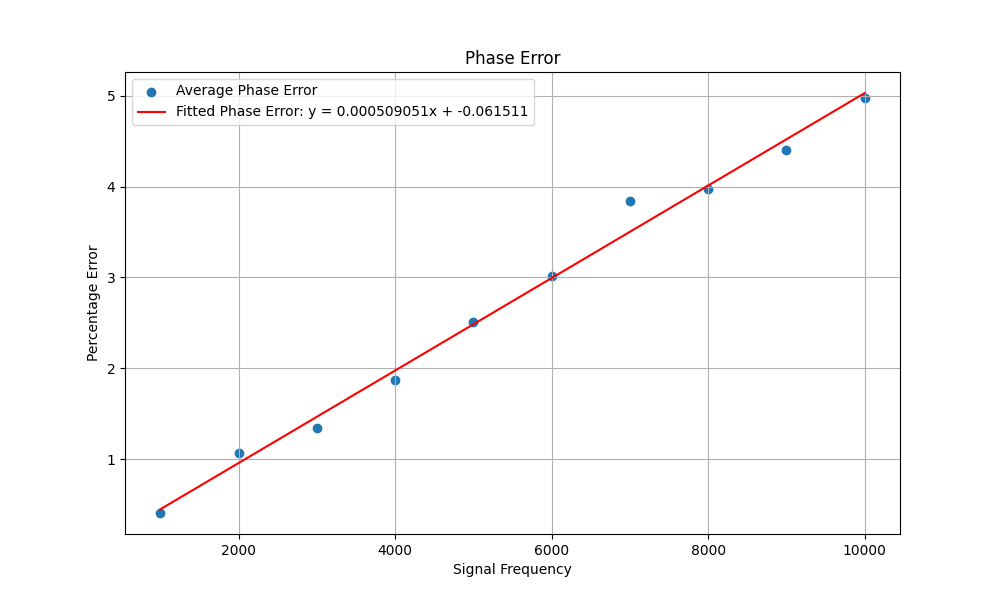 Phase Error
Average Phase Error
Fitted Phase Error: y = 0.000509051x + -0.061511
Percentage Error
5
4
3
2
1
2000 4000 6000 8000 10000
Signal Frequency